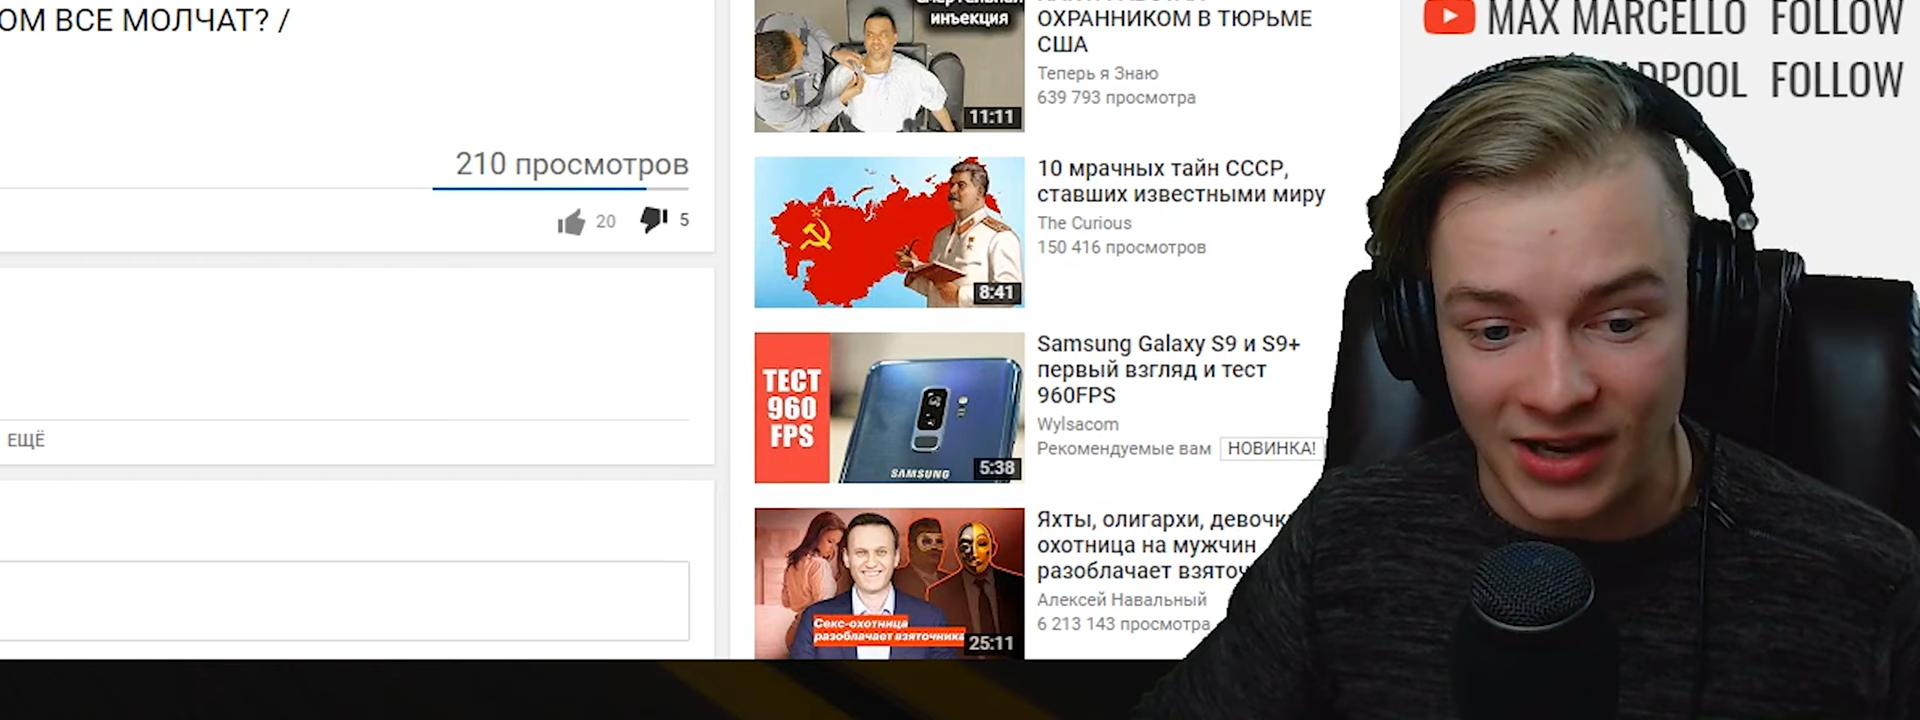 ОМ ВСЕ МОЛЧАТ? /
210 просмотров
20
5
ЕЩЁ
инъекция
11:11
ОХРАННИКОМ В ТЮРЬМЕ
США
Теперь я Знаю
639 793 просмотра
8:41
10 мрачных тайн СССР,
ставших известными миру
The Curious
150 416 просмотров
ТЕСТ
960
FPS
SAMSUNG
5:38
Samsung Galaxy S9 и S9+
первый взгляд и тест
960FPS
Wylsacom
Рекомендуемые вам НОВИНКА!
Секс-охотница
разоблачает взяточника
25:11
Яхты, олигархи, девочк
охотница на мужчин
разоблачает взяточ
Алексей Навальный
6 213 143 просмотра
MAX MARCELLO FOLLOW
RPOOL FOLLOW